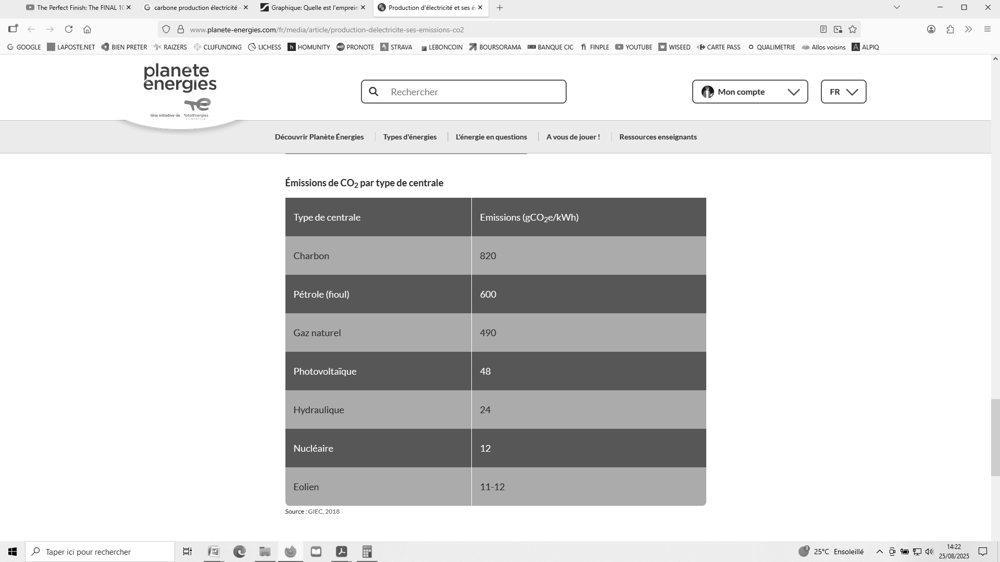 The Perfect Finish: The FINAL 10
carbone production électricité -
Graphique: Quelle est l'emprein
Production d'électricité et ses é
www.planete-energies.com/fr/media/article/production-delectricite-ses-emissions-co2
GOOGLE
LAPOSTE.NET
BIEN PRETER
RAIZERS
CLUFUNDING
LICHESS
HOMUNITY
PRONOTE
STRAVA
LEBONCOIN
BOURSORAMA
BANQUE CIC
FINPLE
YOUTUBE
WISEED
CARTE PASS
QUALIMETRIE
Allos voisins
ALPIQ
planete
energies
Une initiative de TotalEnergies
FONDATION
Rechercher
Mon compte
FR
Découvrir Planète Énergies
Types d'énergies
L'énergie en questions
A vous de jouer !
Ressources enseignants
Émissions de CO2 par type de centrale
Type de centrale Emissions (gCO2e/kWh)
Charbon 820
Pétrole (fioul) 600
Gaz naturel 490
Photovoltaïque 48
Hydraulique 24
Nucléaire 12
Eolien 11-12
Source : GIEC, 2018
Taper ici pour rechercher
3
25°C Ensoleillé
14:22
25/08/2025